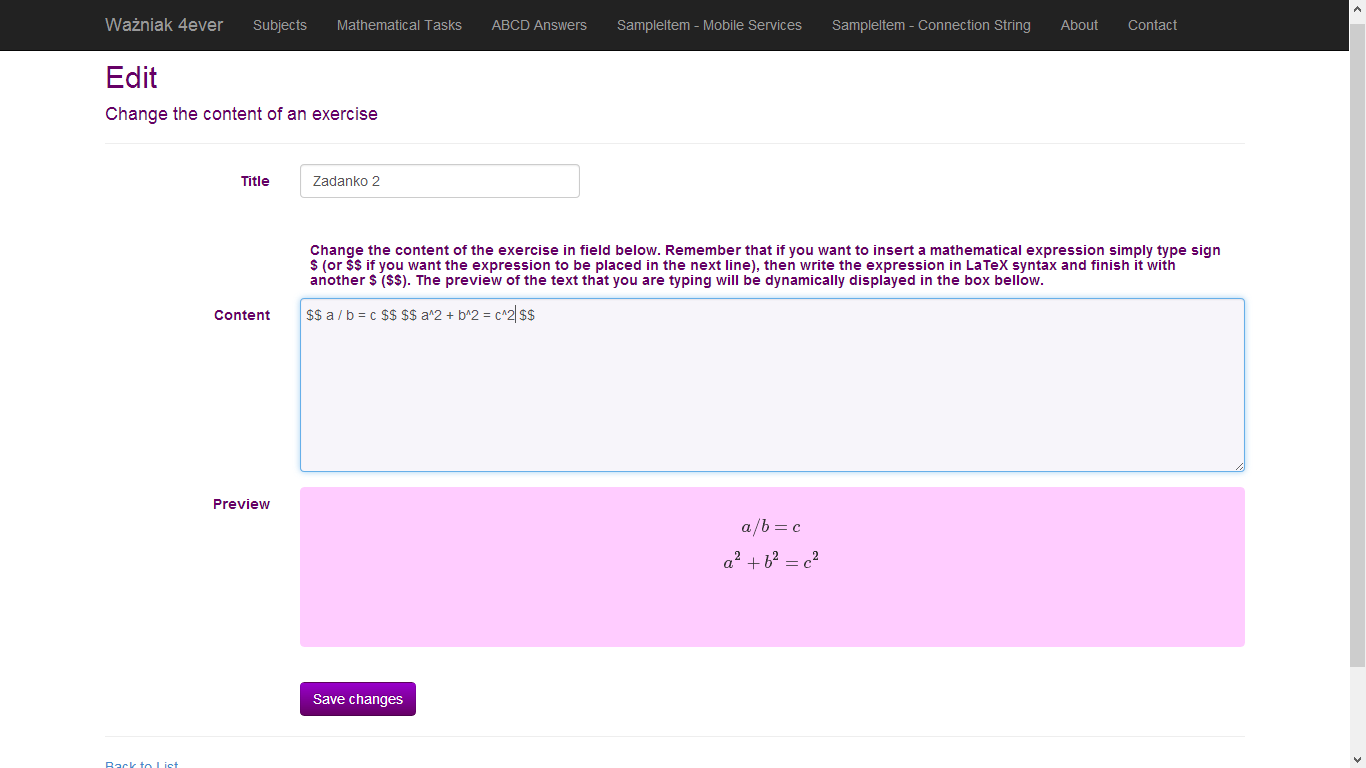 Ważniak 4ever Subjects Mathematical Tasks ABCD Answers SampleItem - Mobile Services SampleItem - Connection String About Contact
Edit
Change the content of an exercise
Title Zadanko 2
Change the content of the exercise in field below. Remember that if you want to insert a mathematical expression simply type sign
$ (or $$ if you want the expression to be placed in the next line), then write the expression in LaTeX syntax and finish it with
another $ ($$). The preview of the text that you are typing will be dynamically displayed in the box bellow.
Content $$ a / b = c $$ $$ a^2 + b^2 = c^2 $$
Preview
a/b = c
a² + b² = c²
Save changes
Back to List